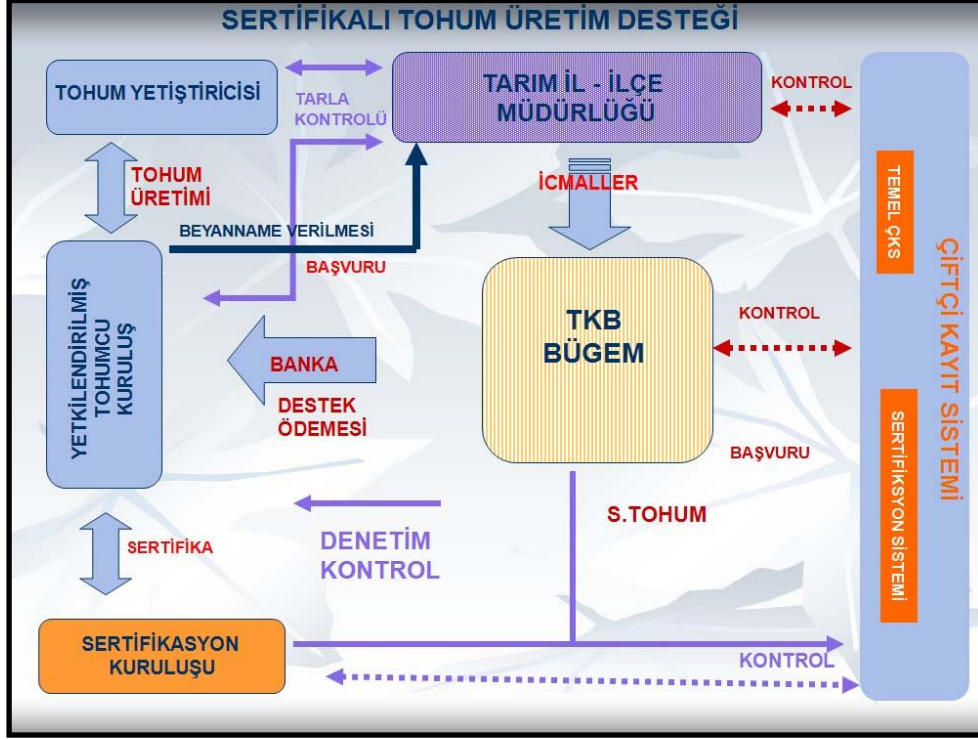 SERTİFİKALI TOHUM ÜRETİM DESTEĞİ
TOHUM YETİŞTİRİCİSİ
TARLA
KONTROLÜ
TARIM İL - İLÇE
MÜDÜRLÜĞÜ
KONTROL
TOHUM
ÜRETİMİ
İCMALLER
TEMEL ÇKS
BEYANNAME VERİLMESİ
BAŞVURU
YETKİLENDİRİLMİŞ
TOHUMCU
KURULUŞ
TKB
BÜGEM
KONTROL
ÇİFTÇİ KAYIT SİSTEMİ
BANKA
DESTEK
ÖDEMESİ
BAŞVURU
SERTİFİKSYON SİSTEMİ
S.TOHUM
DENETİM
KONTROL
SERTİFİKA
SERTİFİKASYON
KURULUŞU
KONTROL